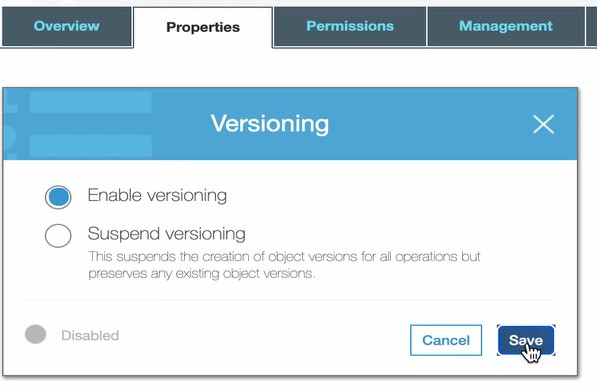 Overview Properties Permissions Management
Versioning
Enable versioning
Suspend versioning
This suspends the creation of object versions for all operations but
preserves any existing object versions.
Disabled Cancel Save